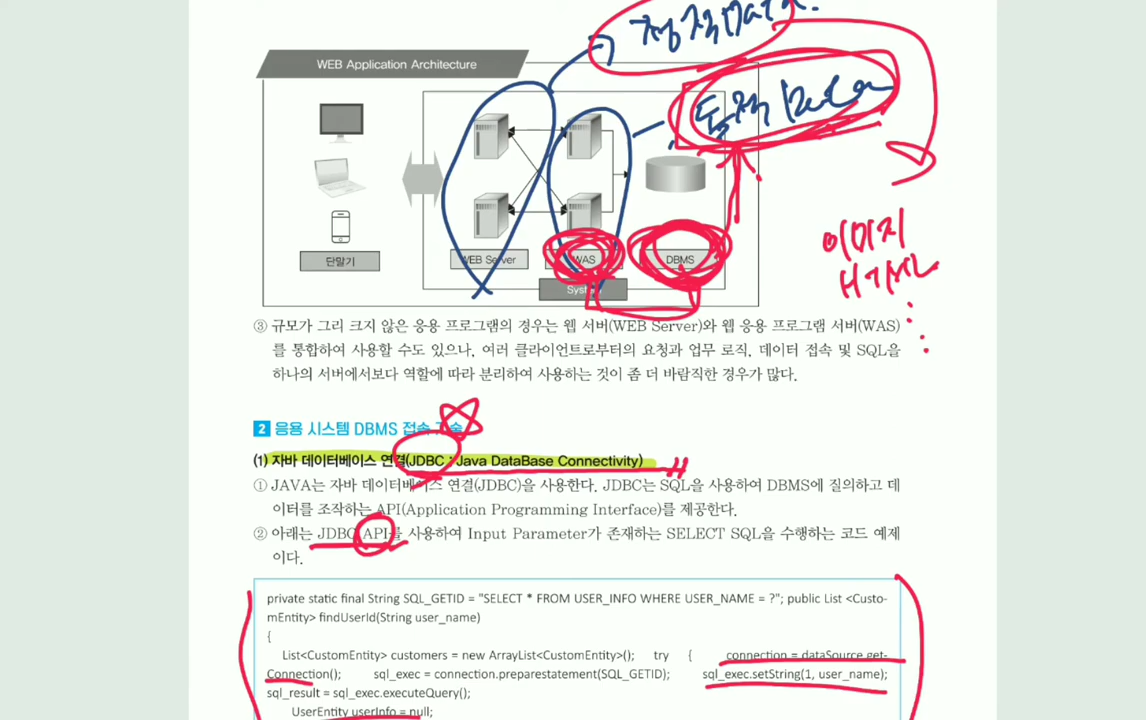 정적Data.
WEB Application Architecture
동적 Data
단말기
WEB Server
WAS
DBMS
System
이미지
HTML
③ 규모가 그리 크지 않은 응용 프로그램의 경우는 웹 서버(WEB Server)와 웹 응용 프로그램 서버(WAS)
를 통합하여 사용할 수도 있으나, 여러 클라이언트로부터의 요청과 업무 로직, 데이터 접속 및 SQL을
하나의 서버에서보다 역할에 따라 분리하여 사용하는 것이 좀 더 바람직한 경우가 많다.
2 응용 시스템 DBMS 접속 기술
(1) 자바 데이터베이스 연결(JDBC : Java DataBase Connectivity)
① JAVA는 자바 데이터베이스 연결(JDBC)을 사용한다. JDBC는 SQL을 사용하여 DBMS에 질의하고 데
이터를 조작하는 API(Application Programming Interface)를 제공한다.
② 아래는 JDBC API를 사용하여 Input Parameter가 존재하는 SELECT SQL을 수행하는 코드 예제
이다.
private static final String SQL_GETID = "SELECT * FROM USER_INFO WHERE USER_NAME = ?"; public List <Custo-
mEntity> findUserId(String user_name)
{
List<CustomEntity> customers = new ArrayList<CustomEntity>(); try { connection = dataSource.get-
Connection(); sql_exec = connection.preparestatement(SQL_GETID); sql_exec.setString(1, user_name);
sql_result = sql_exec.executeQuery();
UserEntity userInfo = null;